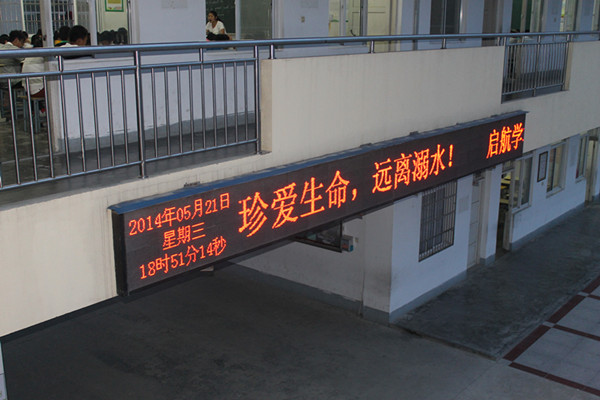 2014年05月21日
星期三
18时51分14秒
珍爱生命，远离溺水！ 启航学